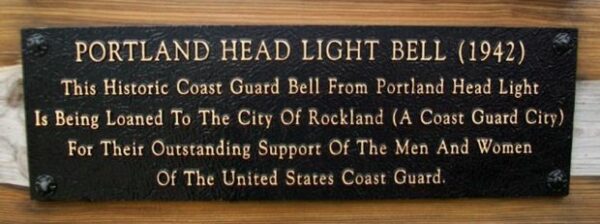 PORTLAND HEAD LIGHT BELL (1942)
This Historic Coast Guard Bell From Portland Head Light
Is Being Loaned To The City Of Rockland (A Coast Guard City)
For Their Outstanding Support Of The Men And Women
Of The United States Coast Guard.